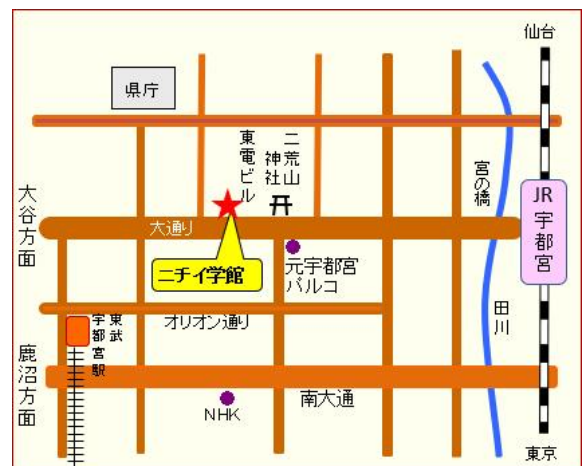 仙台
県庁
東電ビル
二荒山
神社
宮の橋
大谷方面
JR
宇都宮
大通り
ニチイ学館
元宇都宮
パルコ
オリオン通り
田川
東武
宇都宮駅
鹿沼方面
南大通
NHK
東京